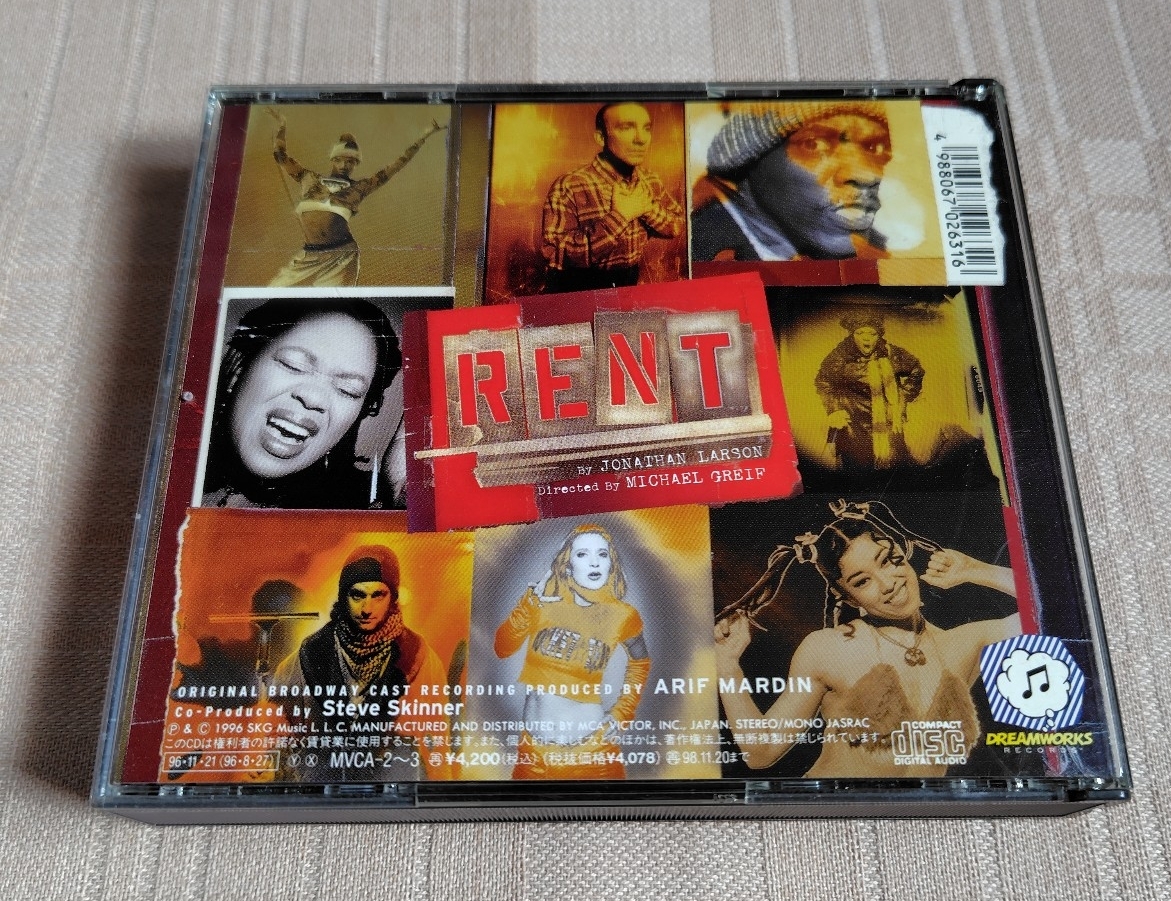 4 988067 026316
RENT
By JONATHAN LARSON
Directed By MICHAEL GREIF
ORIGINAL BROADWAY CAST RECORDING PRODUCED BY ARIF MARDIN
Co-Produced by Steve Skinner
Ⓟ & © 1996 SKG Music L. L. C. MANUFACTURED AND DISTRIBUTED BY MCA VICTOR, INC., JAPAN. STEREO/MONO JASRAC
このCDは権利者の許諾なく賃貸業に使用することを禁じます。また、個人的に楽しむなどのほかは、著作権法上、無断複製は禁じられています。
96・11・21 (96・8・27) Ⓨ Ⓧ MVCA-2〜3 再 ¥4,200(税込) (税抜価格¥4,078) 再98.11.20まで
COMPACT
disc
DIGITAL AUDIO
DREAMWORKS
RECORDS